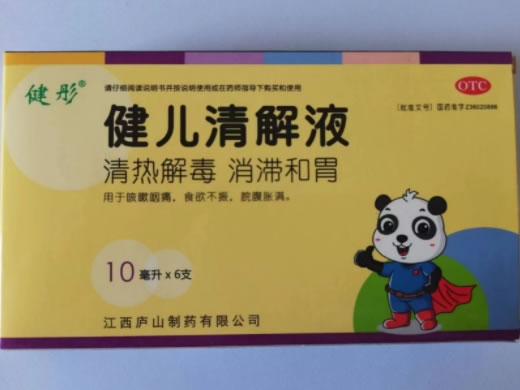 健彤®
请仔细阅读说明书并按说明使用或在药师指导下购买和使用
OTC
(批准文号) 国药准字Z36020886
健儿清解液
清热解毒 消滞和胃
用于咳嗽咽痛，食欲不振，脘腹胀满。
10毫升x6支
江西庐山制药有限公司